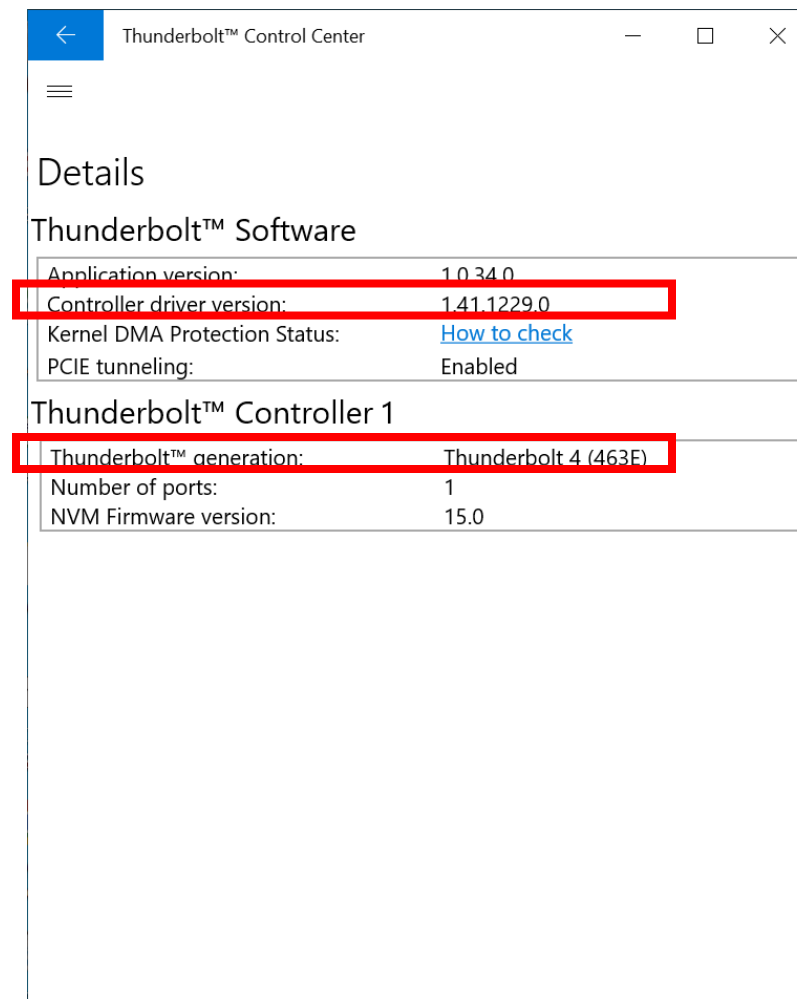 Thunderbolt™ Control Center
Details
Thunderbolt™ Software
Application version: 1.0.34.0
Controller driver version: 1.41.1229.0
Kernel DMA Protection Status: How to check
PCIE tunneling: Enabled
Thunderbolt™ Controller 1
Thunderbolt™ generation: Thunderbolt 4 (463E)
Number of ports: 1
NVM Firmware version: 15.0